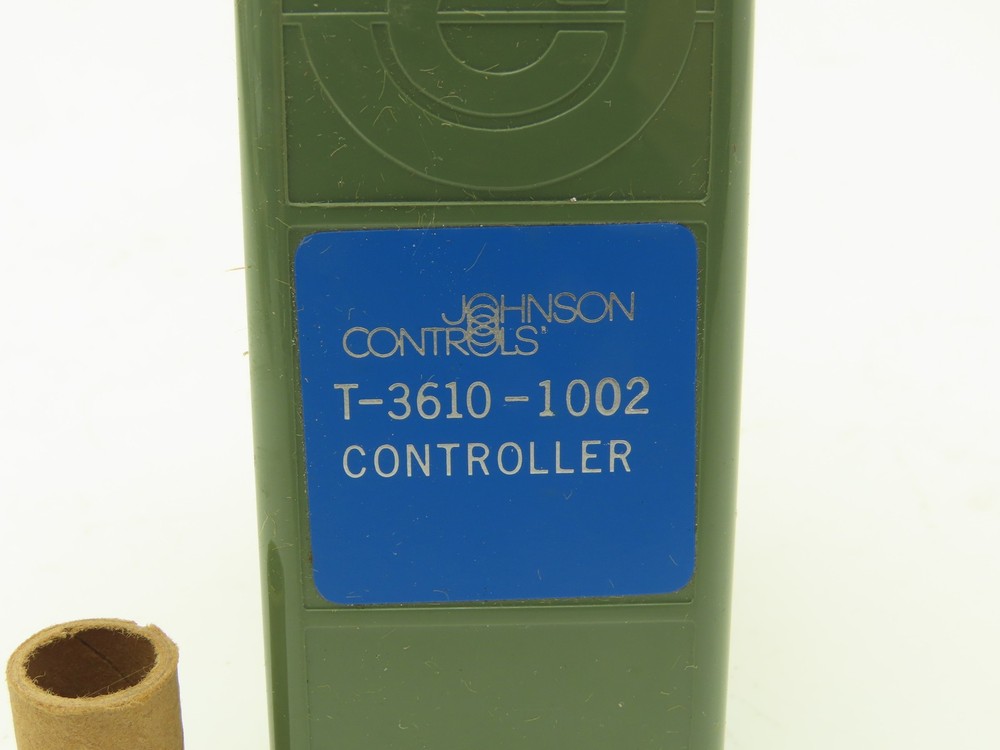 JOHNSON
CONTROLS
T-3610-1002
CONTROLLER